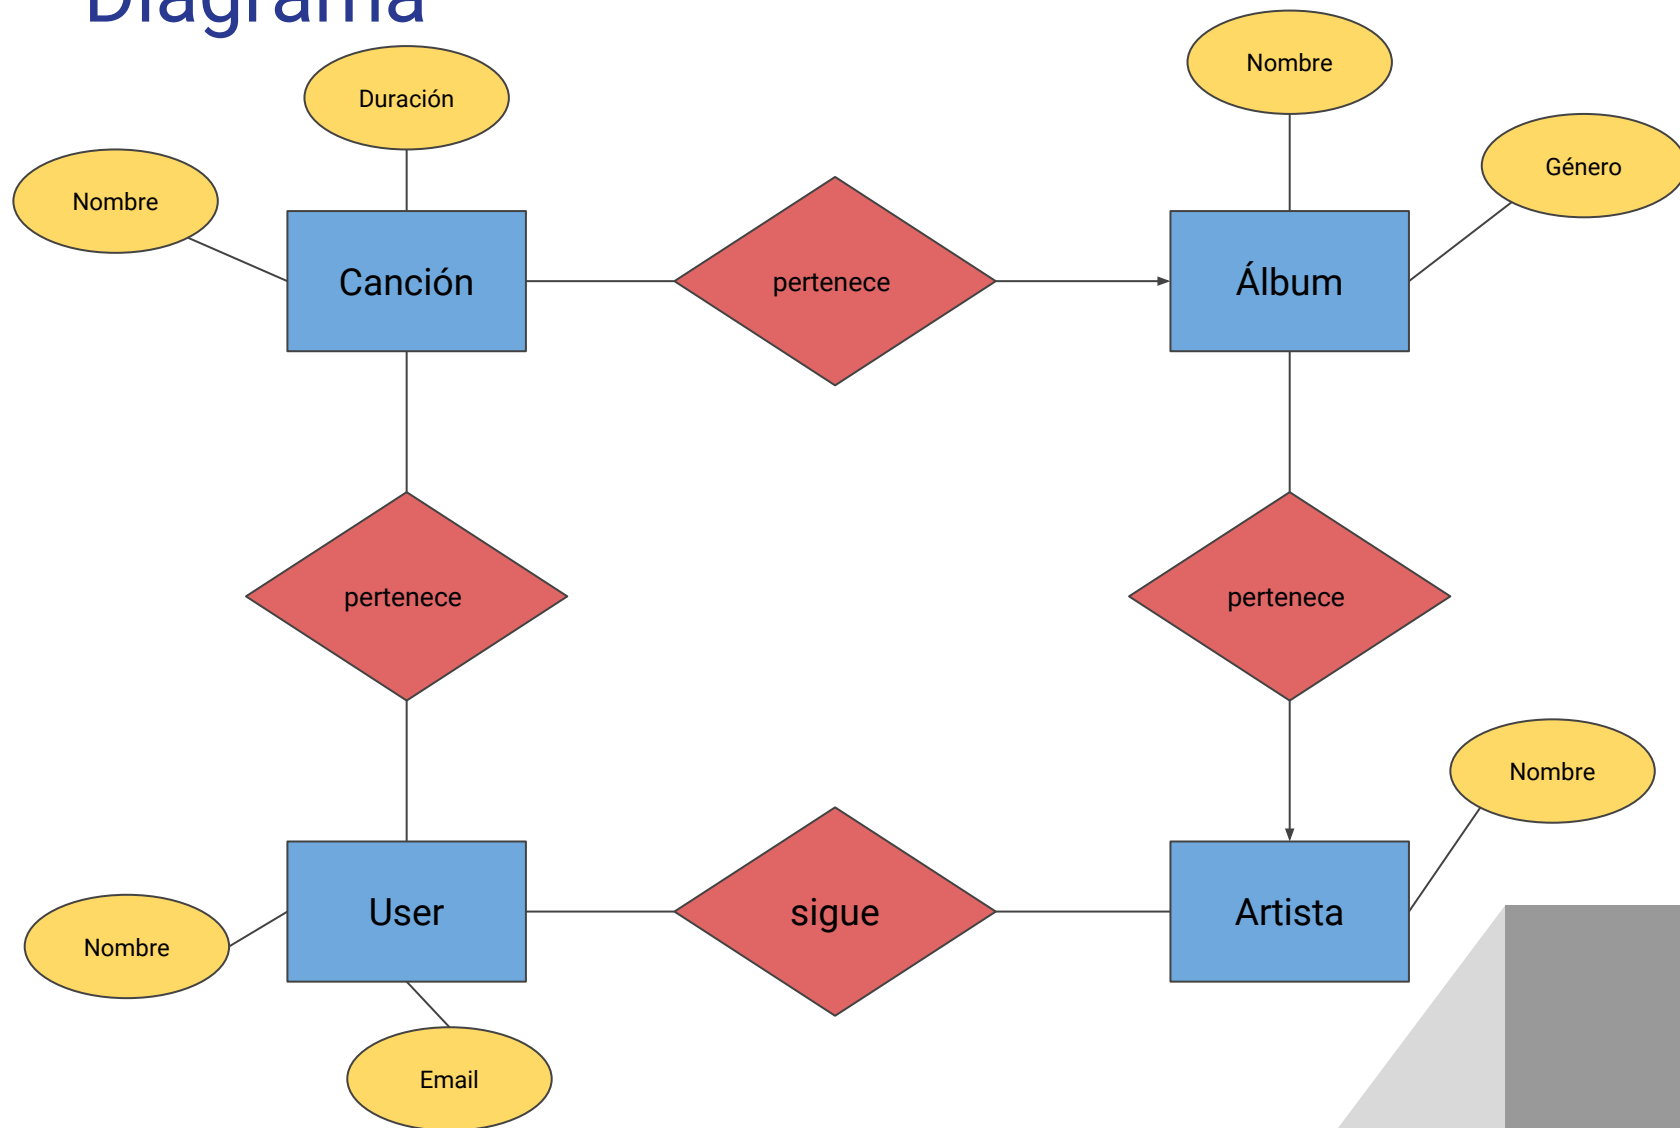 Diagrama
Duración
Nombre
Nombre
Género
Canción
pertenece
Álbum
pertenece
pertenece
Nombre
User
sigue
Artista
Nombre
Email